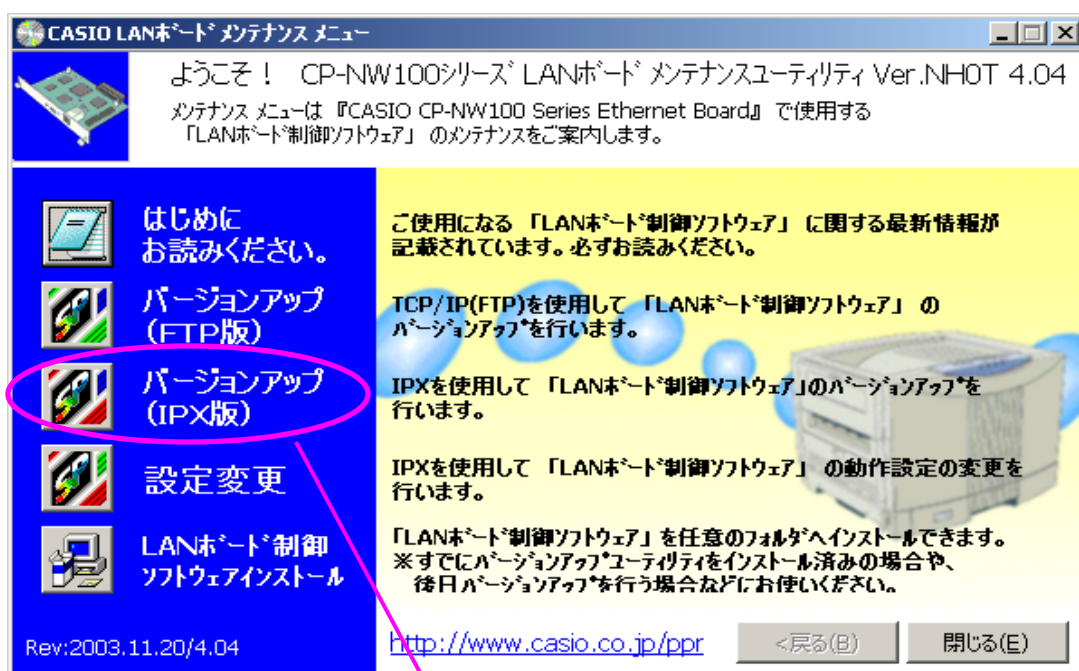 CASIO LANﾎﾞｰﾄﾞ ﾒﾝﾃﾅﾝｽ ﾒﾆｭｰ
ようこそ！ CP-NW100ｼﾘｰｽﾞ LANﾎﾞｰﾄﾞ ﾒﾝﾃﾅﾝｽﾕｰﾃｨﾘﾃｨ Ver.NH0T 4.04
ﾒﾝﾃﾅﾝｽ ﾒﾆｭｰは 『CASIO CP-NW100 Series Ethernet Board』 で使用する
「LANﾎﾞｰﾄﾞ制御ｿﾌﾄｳｪｱ」 のﾒﾝﾃﾅﾝｽをご案内します。
はじめに
お読みください。
ご使用になる 「LANﾎﾞｰﾄﾞ制御ｿﾌﾄｳｪｱ」 に関する最新情報が
記載されています。必ずお読みください。
バージョンアップ
（FTP版）
TCP/IP(FTP)を使用して 「LANﾎﾞｰﾄﾞ制御ｿﾌﾄｳｪｱ」 の
ﾊﾞｰｼﾞｮﾝｱｯﾌﾟを行います。
バージョンアップ
（IPX版）
IPXを使用して 「LANﾎﾞｰﾄﾞ制御ｿﾌﾄｳｪｱ」のﾊﾞｰｼﾞｮﾝｱｯﾌﾟを
行います。
設定変更
IPXを使用して 「LANﾎﾞｰﾄﾞ制御ｿﾌﾄｳｪｱ」 の動作設定の変更を
行います。
LANﾎﾞｰﾄﾞ制御
ｿﾌﾄｳｪｱｲﾝｽﾄｰﾙ
「LANﾎﾞｰﾄﾞ制御ｿﾌﾄｳｪｱ」を任意のﾌｫﾙﾀﾞへｲﾝｽﾄｰﾙできます。
※すでにﾊﾞｰｼﾞｮﾝｱｯﾌﾟﾕｰﾃｨﾘﾃｨをｲﾝｽﾄｰﾙ済みの場合や、
後日ﾊﾞｰｼﾞｮﾝｱｯﾌﾟを行う場合などにお使いください。
Rev:2003.11.20/4.04
http://www.casio.co.jp/ppr
<戻る(B)
閉じる(E)